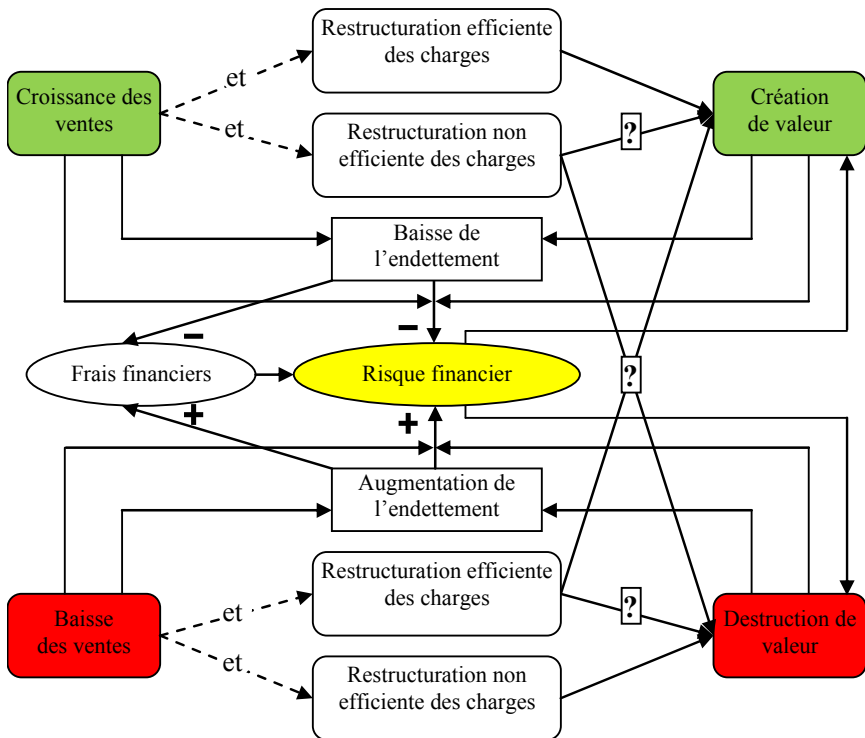 Restructuration efficiente
des charges
et
Croissance des
ventes
Création
de valeur
et
Restructuration non
efficiente des charges
?
Baisse de
l’endettement
-
-
Frais financiers
Risque financier
?
+
+
Augmentation de
l’endettement
Restructuration efficiente
des charges
et
?
Baisse
des ventes
Destruction de
valeur
et
Restructuration non
efficiente des charges